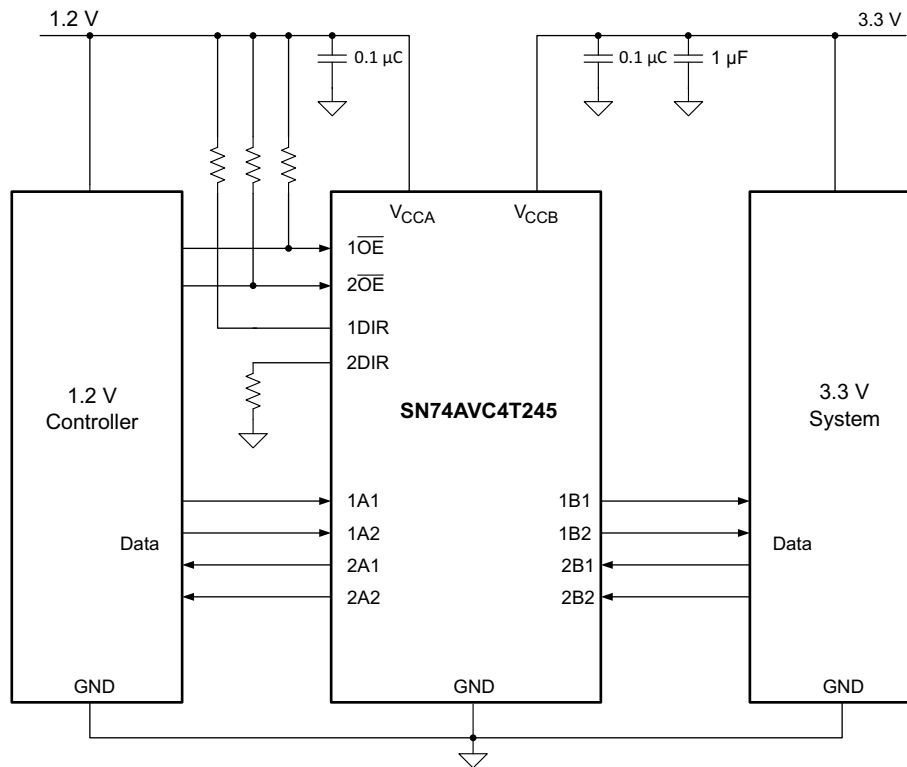 1.2 V
3.3 V
0.1 µC
0.1 µC
1 µF
VCCA
VCCB
1OE
2OE
1DIR
2DIR
1.2 V
Controller
SN74AVC4T245
3.3 V
System
1A1
1B1
1A2
1B2
Data
Data
2A1
2B1
2A2
2B2
GND
GND
GND